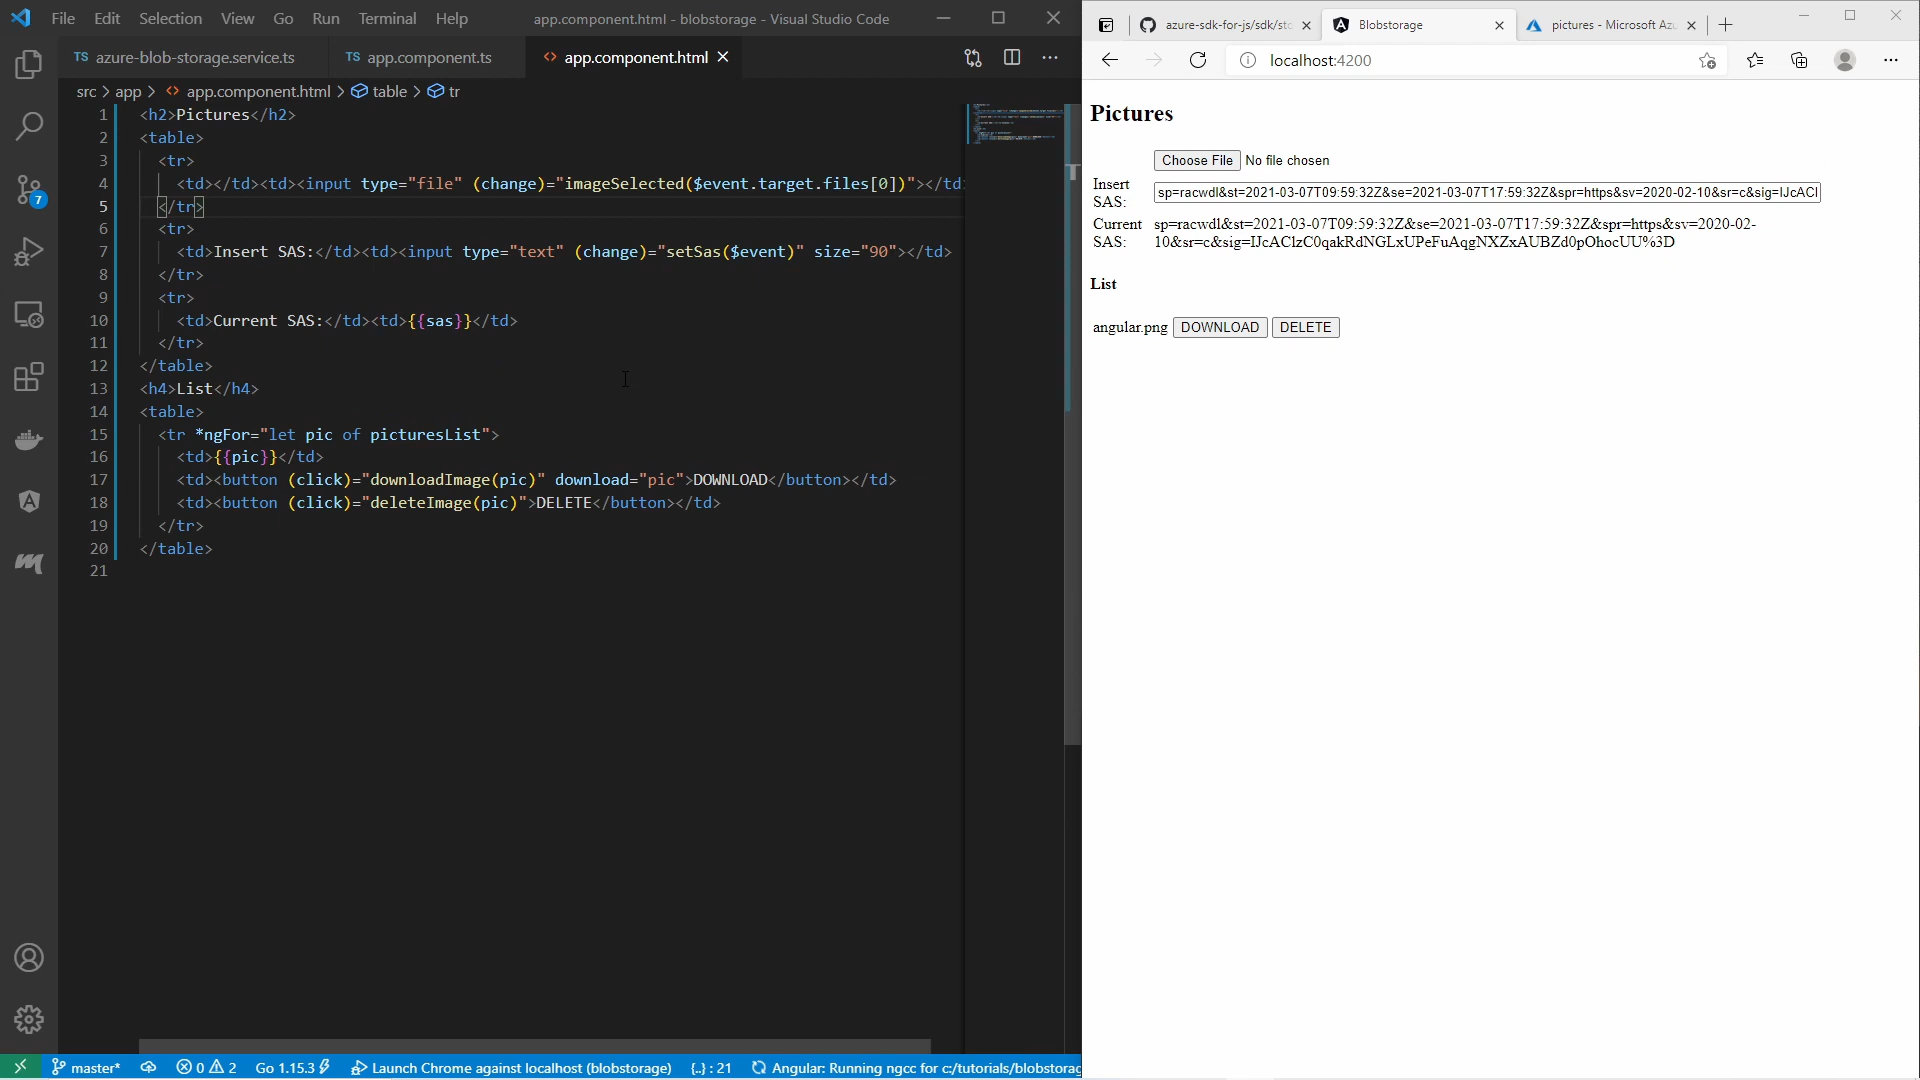 File Edit Selection View Go Run Terminal Help
app.component.html - blobstorage - Visual Studio Code
TS azure-blob-storage.service.ts
TS app.component.ts
<> app.component.html
src > app > <> app.component.html > table > tr
1 <h2>Pictures</h2>
2 <table>
3 <tr>
4 <td></td><td><input type="file" (change)="imageSelected($event.target.files[0])"></td
5 </tr>
6 <tr>
7 <td>Insert SAS:</td><td><input type="text" (change)="setSas($event)" size="90"></td>
8 </tr>
9 <tr>
10 <td>Current SAS:</td><td>{{sas}}</td>
11 </tr>
12 </table>
13 <h4>List</h4>
14 <table>
15 <tr *ngFor="let pic of picturesList">
16 <td>{{pic}}</td>
17 <td><button (click)="downloadImage(pic)" download="pic">DOWNLOAD</button></td>
18 <td><button (click)="deleteImage(pic)">DELETE</button></td>
19 </tr>
20 </table>
21
7
master* 0 2 Go 1.15.3 Launch Chrome against localhost (blobstorage) {..} : 21 Angular: Running ngcc for c:/tutorials/blobstorag
azure-sdk-for-js/sdk/sto
Blobstorage
pictures - Microsoft Azu
localhost:4200
Pictures
Choose File No file chosen
Insert SAS:
sp=racwdl&st=2021-03-07T09:59:32Z&se=2021-03-07T17:59:32Z&spr=https&sv=2020-02-10&sr=c&sig=IJcACl
Current SAS:
sp=racwdl&st=2021-03-07T09:59:32Z&se=2021-03-07T17:59:32Z&spr=https&sv=2020-02-
10&sr=c&sig=IJcAClzC0qakRdNGLxUPeFuAqgNXZxAUBZd0pOhocUU%3D
List
angular.png DOWNLOAD DELETE